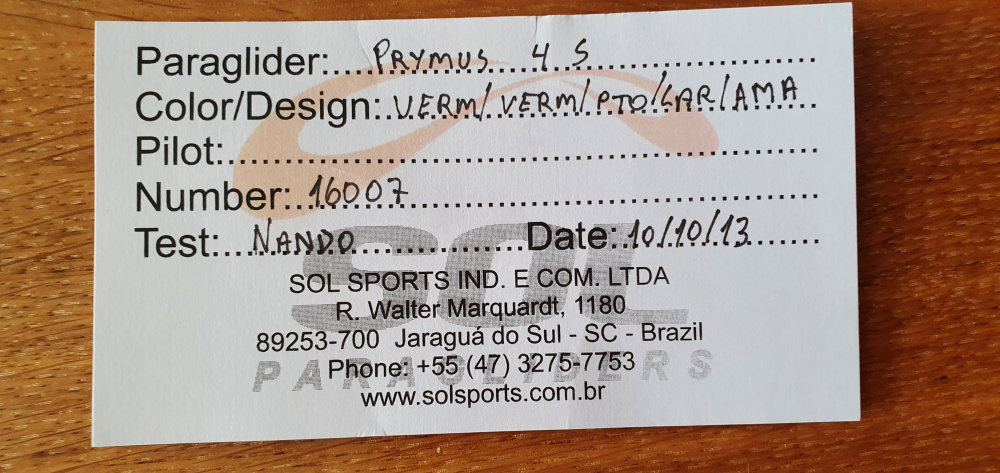 Paraglider: PRYMUS 4 S
Color/Design: VERM/VERM/PTO/LAR/AMA
Pilot:
Number: 16007
Test: NANDO Date: 10/10/13
SOL SPORTS IND. E COM. LTDA
R. Walter Marquardt, 1180
89253-700 Jaraguá do Sul - SC - Brazil
Phone: +55 (47) 3275-7753
www.solsports.com.br
SOL
PARAGLIDERS